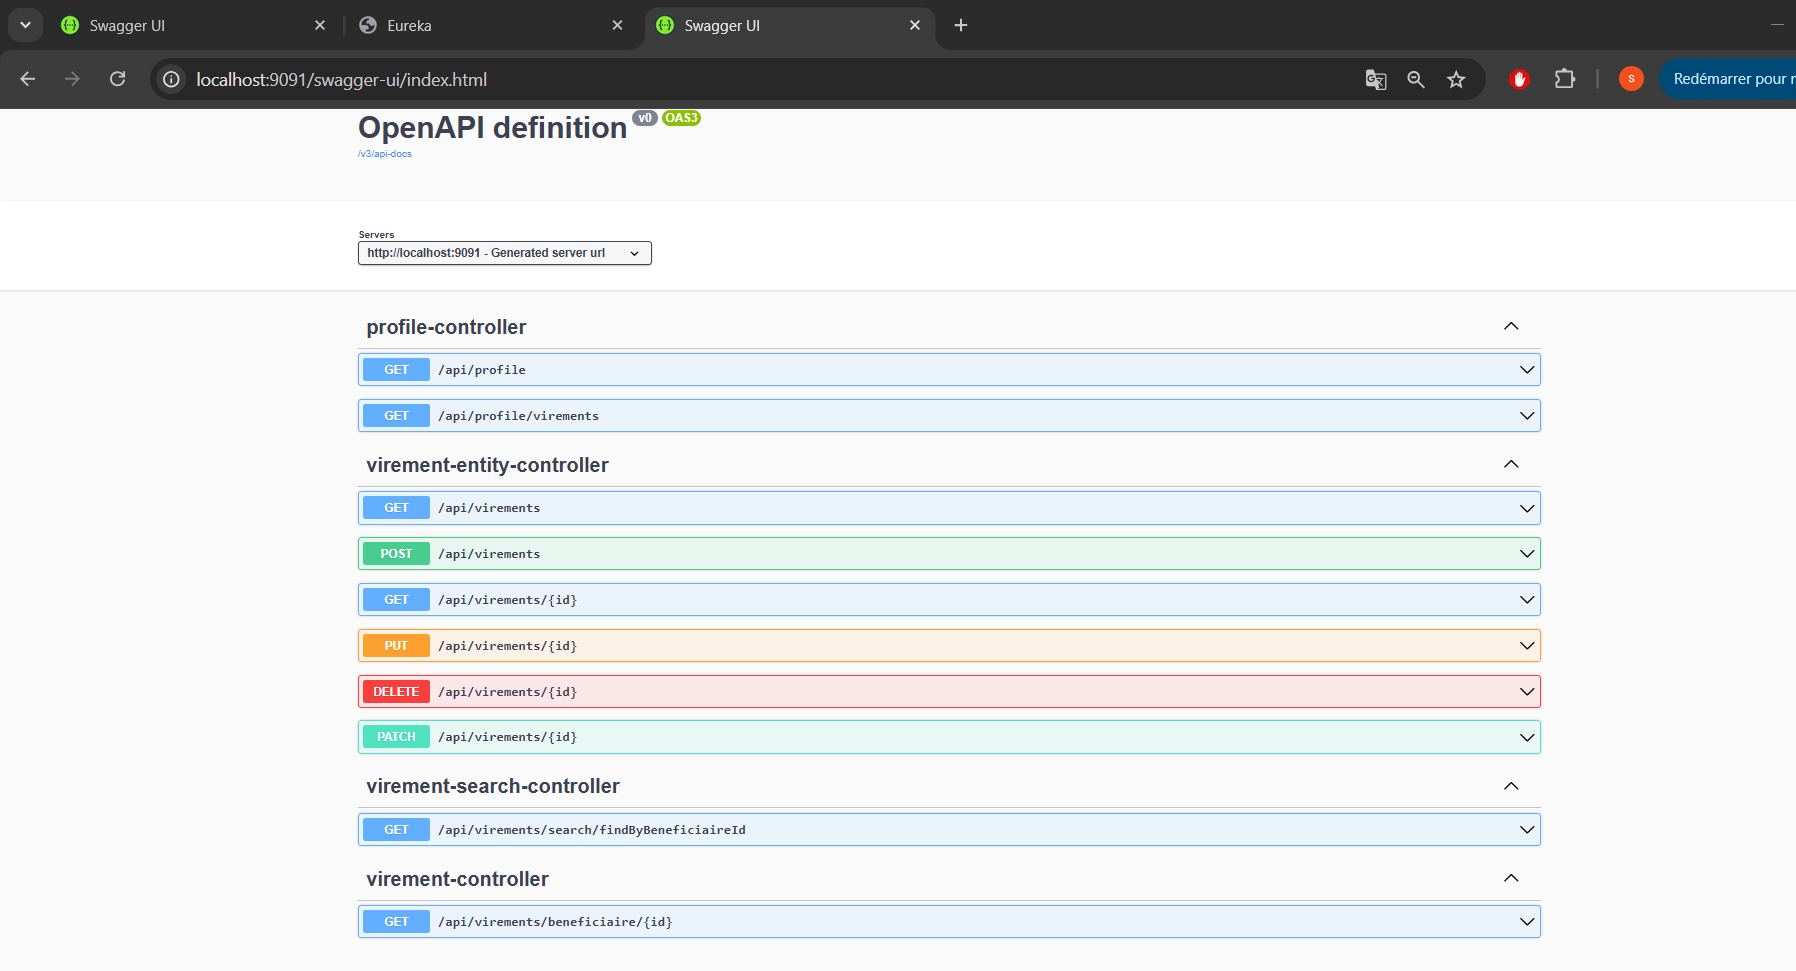 Swagger UI
Eureka
Swagger UI
localhost:9091/swagger-ui/index.html
S
Redémarrer pour
OpenAPI definition v0 OAS3
/v3/api-docs
Servers
http://localhost:9091 - Generated server url
profile-controller
GET /api/profile
GET /api/profile/virements
virement-entity-controller
GET /api/virements
POST /api/virements
GET /api/virements/{id}
PUT /api/virements/{id}
DELETE /api/virements/{id}
PATCH /api/virements/{id}
virement-search-controller
GET /api/virements/search/findByBeneficiaireId
virement-controller
GET /api/virements/beneficiaire/{id}